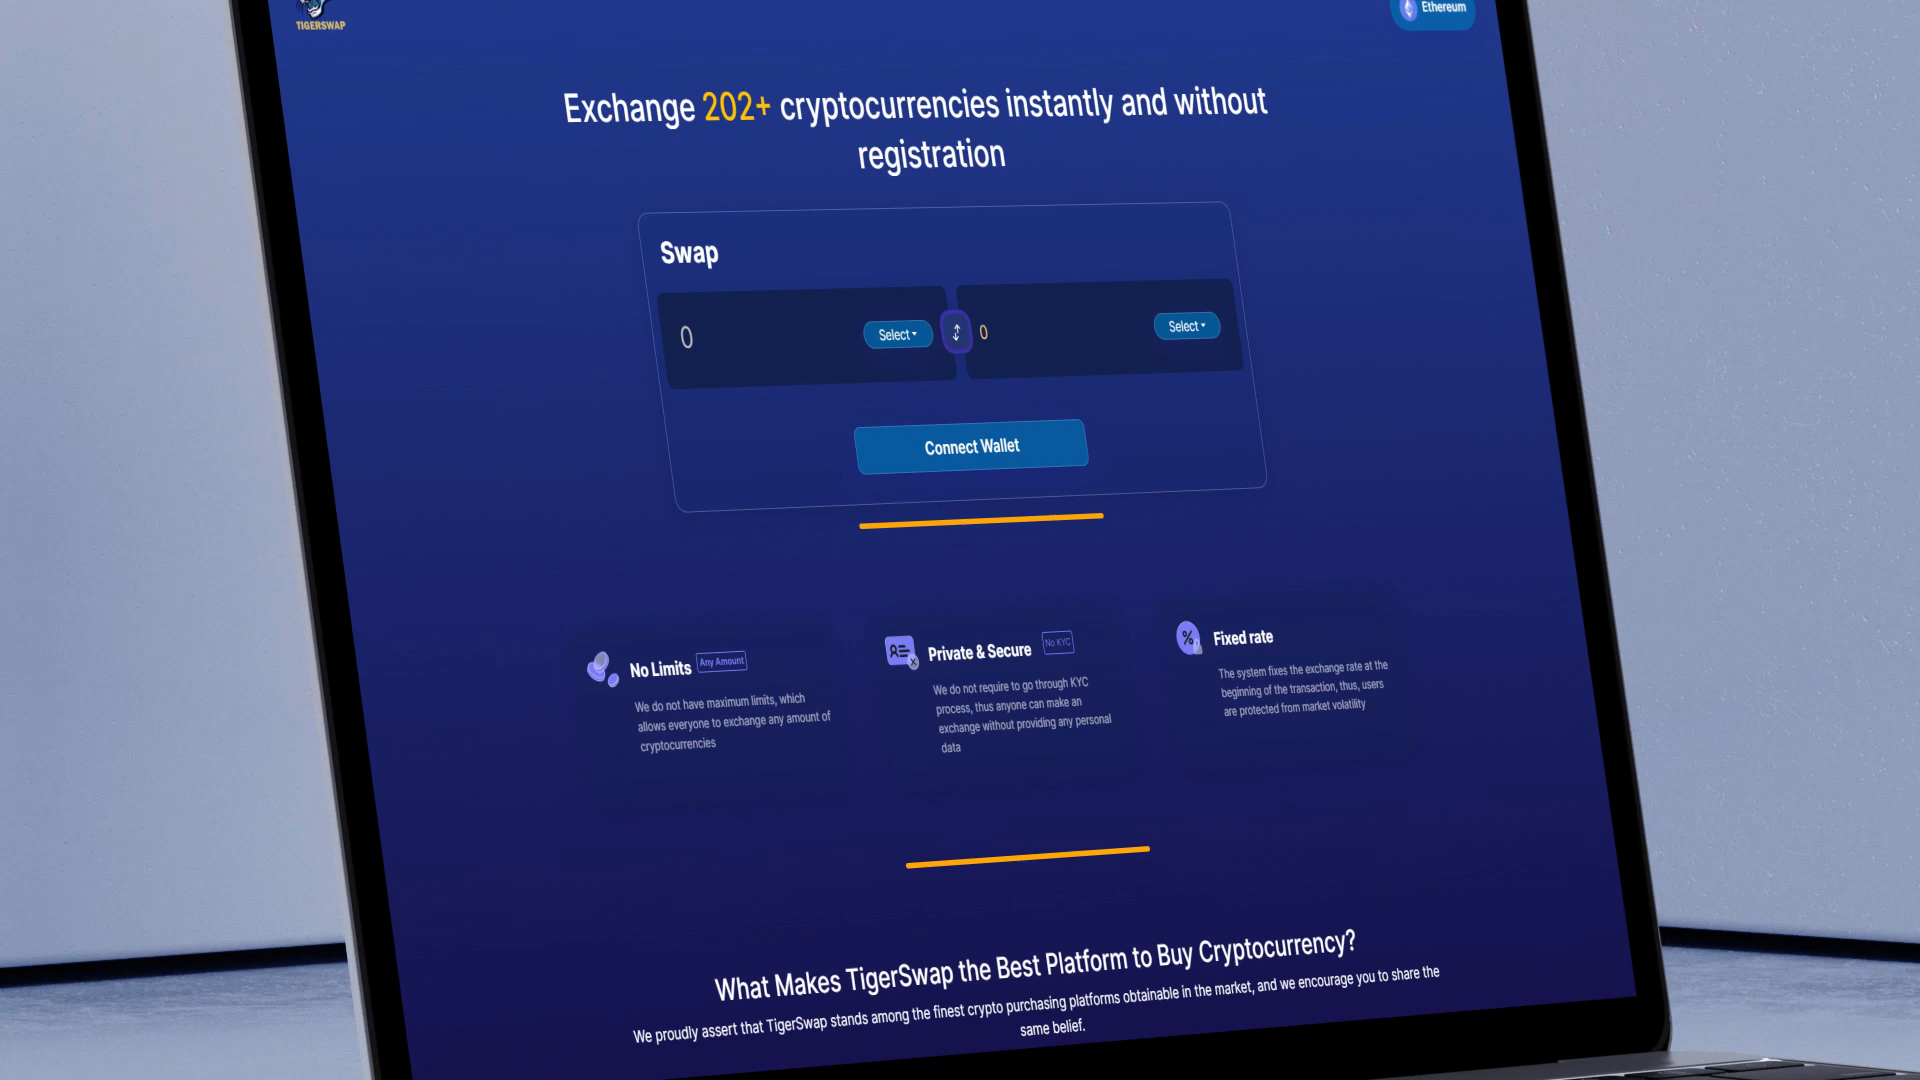 TIGERSWAP
Ethereum
Exchange 202+ cryptocurrencies instantly and without
registration
Swap
0
Select
0
Select
Connect Wallet
No Limits
Any Amount
We do not have maximum limits, which
allows everyone to exchange any amount of
cryptocurrencies
Private & Secure
No KYC
We do not require to go through KYC
process, thus anyone can make an
exchange without providing any personal
data
Fixed rate
The system fixes the exchange rate at the
beginning of the transaction, thus, users
are protected from market volatility
What Makes TigerSwap the Best Platform to Buy Cryptocurrency?
We proudly assert that TigerSwap stands among the finest crypto purchasing platforms obtainable in the market, and we encourage you to share the
same belief.